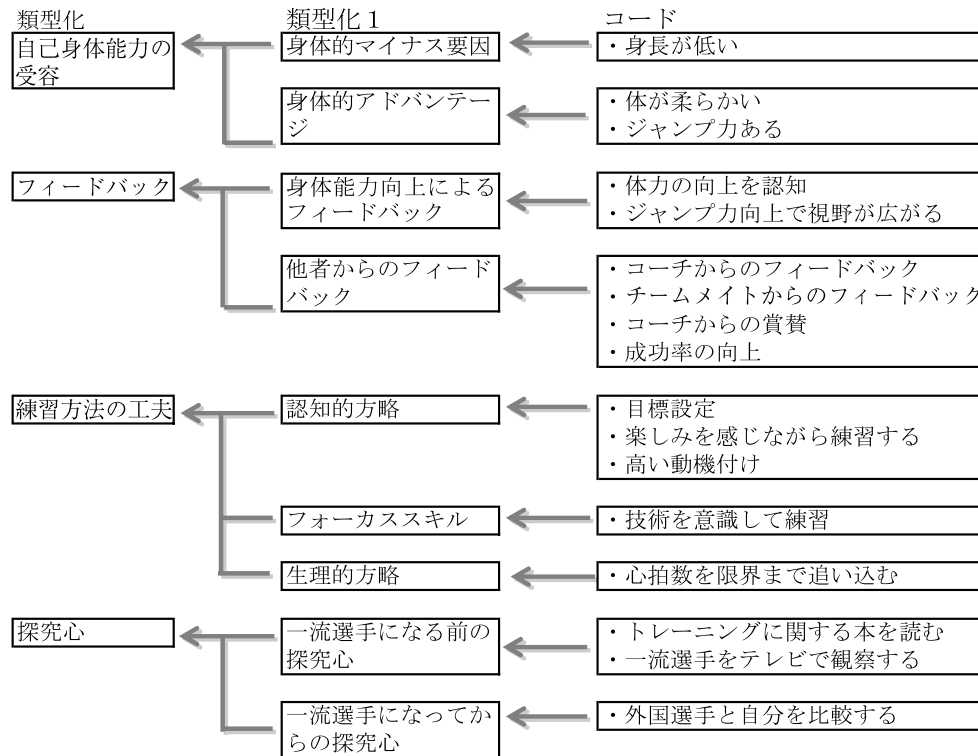 類型化
類型化１
コード
自己身体能力の
受容
身体的マイナス要因
・身長が低い
身体的アドバンテー
ジ
・体が柔らかい
・ジャンプ力ある
フィードバック
身体能力向上による
フィードバック
・体力の向上を認知
・ジャンプ力向上で視野が広がる
他者からのフィード
バック
・コーチからのフィードバック
・チームメイトからのフィードバック
・コーチからの賞賛
・成功率の向上
練習方法の工夫
認知的方略
・目標設定
・楽しみを感じながら練習する
・高い動機付け
フォーカススキル
・技術を意識して練習
生理的方略
・心拍数を限界まで追い込む
探究心
一流選手になる前の
探究心
・トレーニングに関する本を読む
・一流選手をテレビで観察する
一流選手になってか
らの探究心
・外国選手と自分を比較する